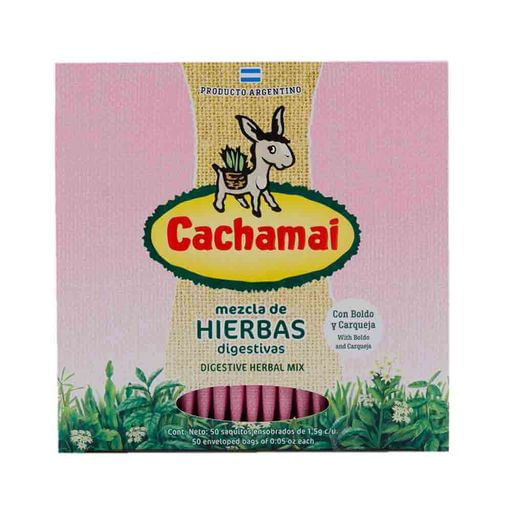 PRODUCTO ARGENTINO
Cachamai
mezcla de
HIERBAS
digestivas
DIGESTIVE HERBAL MIX
Con Boldo
y Carqueja
With Boldo
and Carqueja
Cont. Neto: 50 saquitos ensobrados de 1,5g c/u.
50 enveloped bags of 0.05 oz each